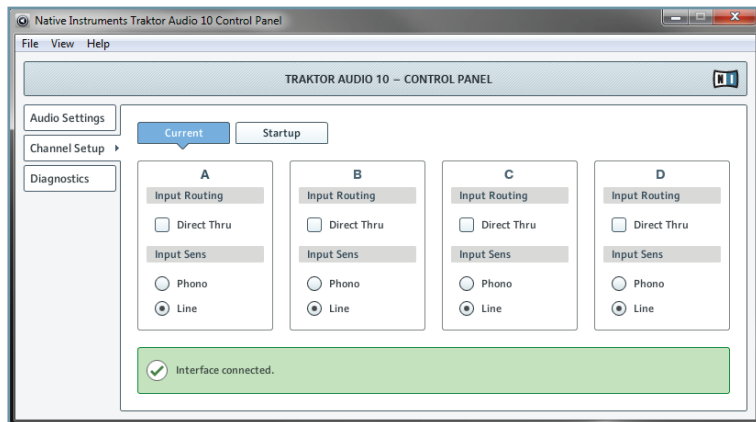 Native Instruments Traktor Audio 10 Control Panel
File View Help
TRAKTOR AUDIO 10 – CONTROL PANEL
NI
Audio Settings
Channel Setup
Diagnostics
Current Startup
A B C D
Input Routing Input Routing Input Routing Input Routing
Direct Thru Direct Thru Direct Thru Direct Thru
Input Sens Input Sens Input Sens Input Sens
Phono Phono Phono Phono
Line Line Line Line
Interface connected.